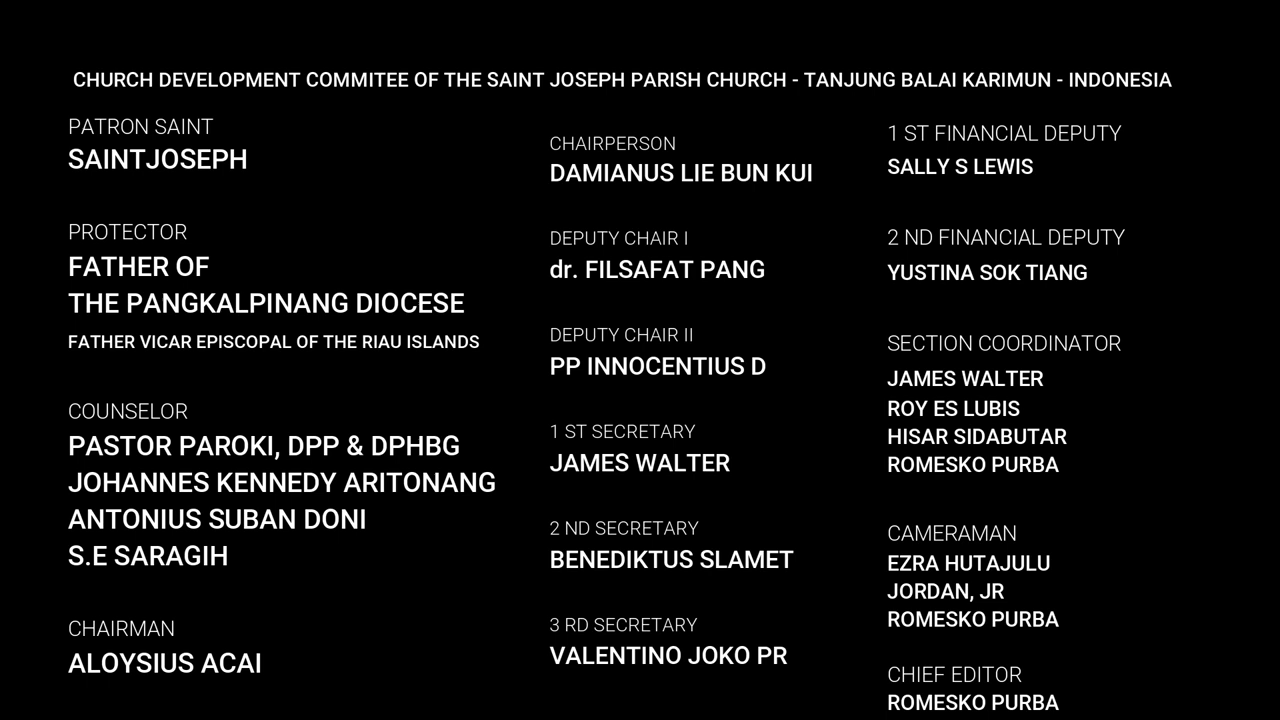 CHURCH DEVELOPMENT COMMITEE OF THE SAINT JOSEPH PARISH CHURCH - TANJUNG BALAI KARIMUN - INDONESIA
PATRON SAINT
SAINTJOSEPH
PROTECTOR
FATHER OF
THE PANGKALPINANG DIOCESE
FATHER VICAR EPISCOPAL OF THE RIAU ISLANDS
COUNSELOR
PASTOR PAROKI, DPP & DPHBG
JOHANNES KENNEDY ARITONANG
ANTONIUS SUBAN DONI
S.E SARAGIH
CHAIRMAN
ALOYSIUS ACAI
CHAIRPERSON
DAMIANUS LIE BUN KUI
DEPUTY CHAIR I
dr. FILSAFAT PANG
DEPUTY CHAIR II
PP INNOCENTIUS D
1 ST SECRETARY
JAMES WALTER
2 ND SECRETARY
BENEDIKTUS SLAMET
3 RD SECRETARY
VALENTINO JOKO PR
1 ST FINANCIAL DEPUTY
SALLY S LEWIS
2 ND FINANCIAL DEPUTY
YUSTINA SOK TIANG
SECTION COORDINATOR
JAMES WALTER
ROY ES LUBIS
HISAR SIDABUTAR
ROMESKO PURBA
CAMERAMAN
EZRA HUTAJULU
JORDAN, JR
ROMESKO PURBA
CHIEF EDITOR
ROMESKO PURBA